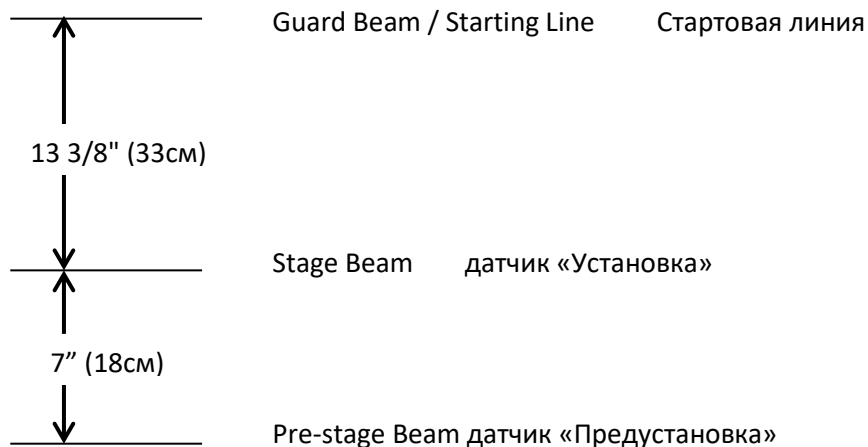 Guard Beam / Starting Line Стартовая линия
13 3/8" (33см)
Stage Beam датчик «Установка»
7” (18см)
Pre-stage Beam датчик «Предустановка»